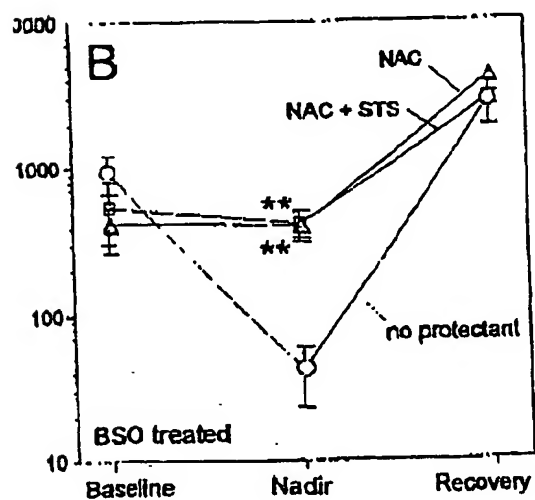 B
NAC
NAC + STS
1000
**
**
100
no protectant
BSO treated
10
Baseline Nadir Recovery